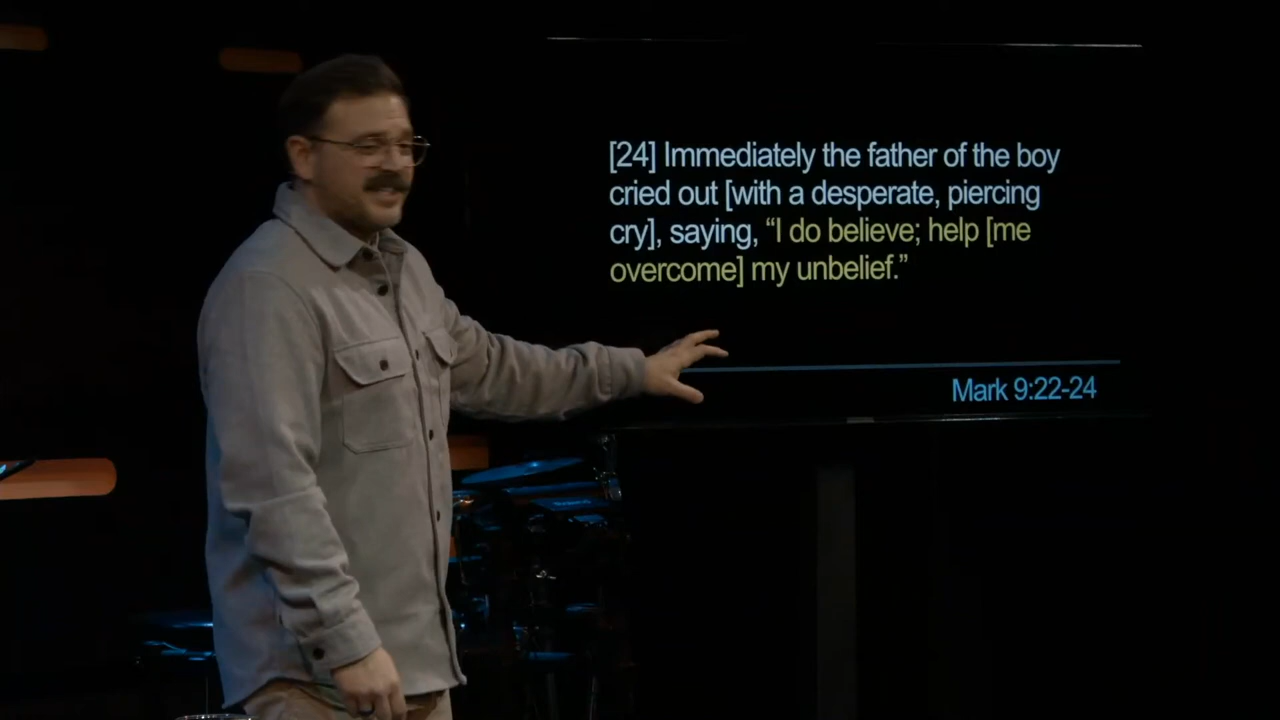 [24] Immediately the father of the boy
cried out [with a desperate, piercing
cry], saying, “I do believe; help [me
overcome] my unbelief.”
Mark 9:22-24